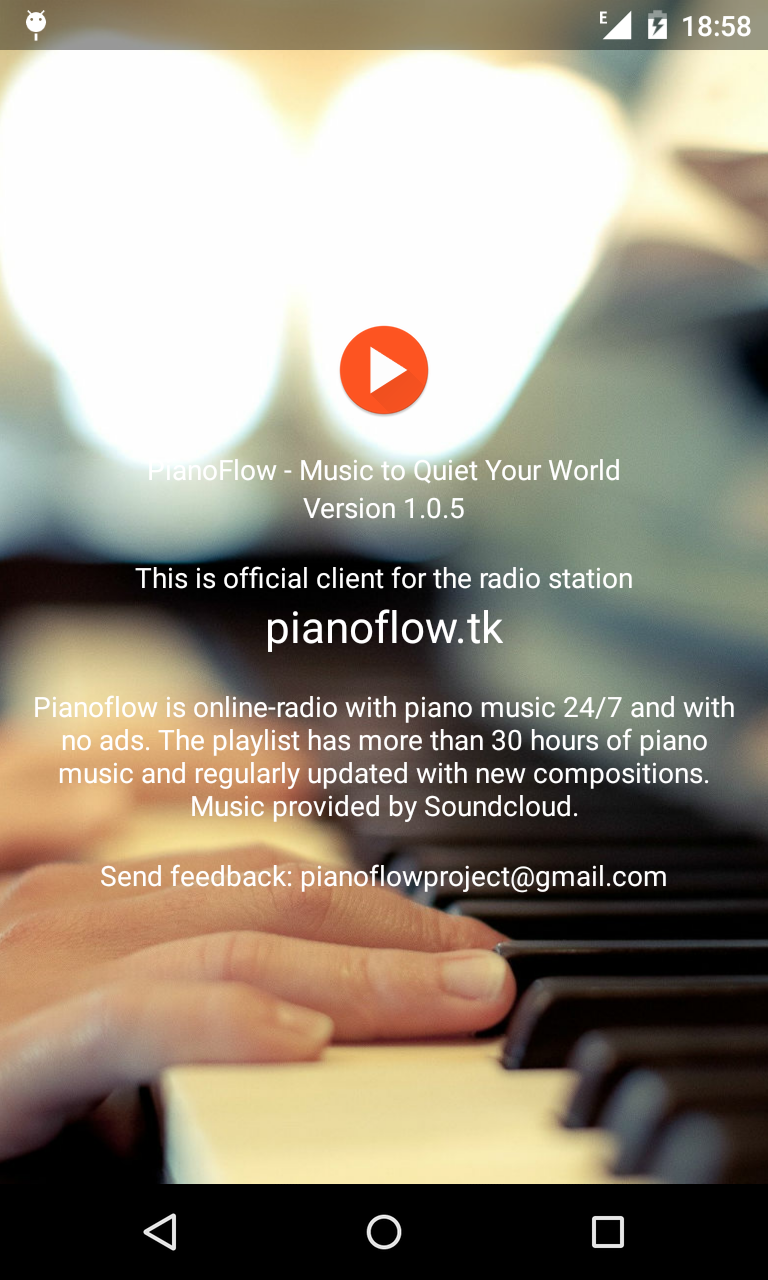 E
18:58
PianoFlow - Music to Quiet Your World
Version 1.0.5
This is official client for the radio station
pianoflow.tk
Pianoflow is online-radio with piano music 24/7 and with
no ads. The playlist has more than 30 hours of piano
music and regularly updated with new compositions.
Music provided by Soundcloud.
Send feedback: pianoflowproject@gmail.com